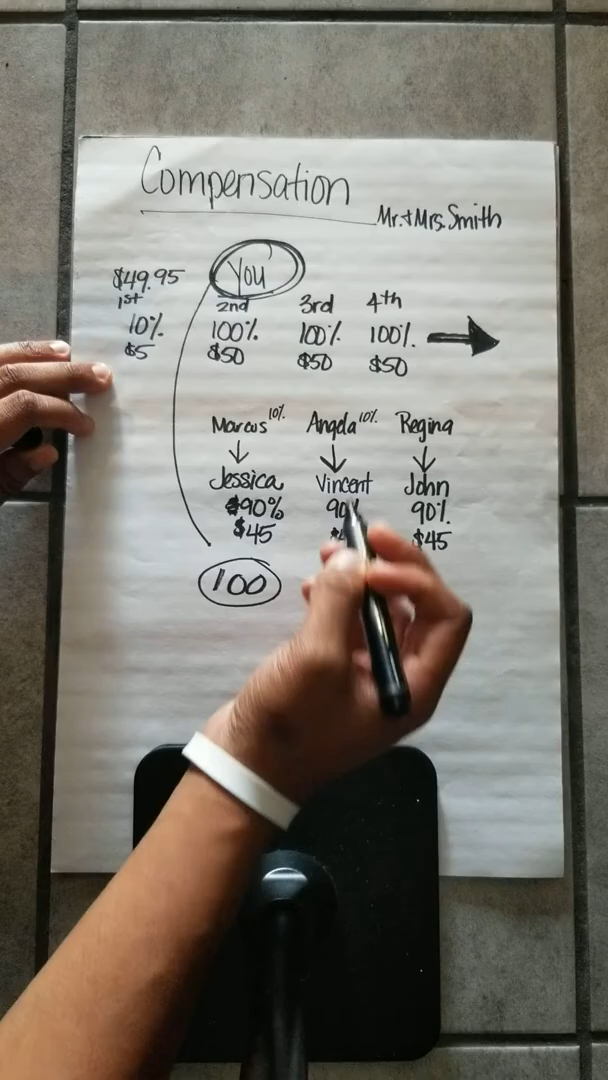 Compensation
Mr. + Mrs. Smith
$49.95 You
1st 2nd 3rd 4th
10% 100% 100% 100%
$5 $50 $50 $50
Marcus 10% Angela 10% Regina
Jessica Vincent John
90% 90% 90%
$45 $45
100